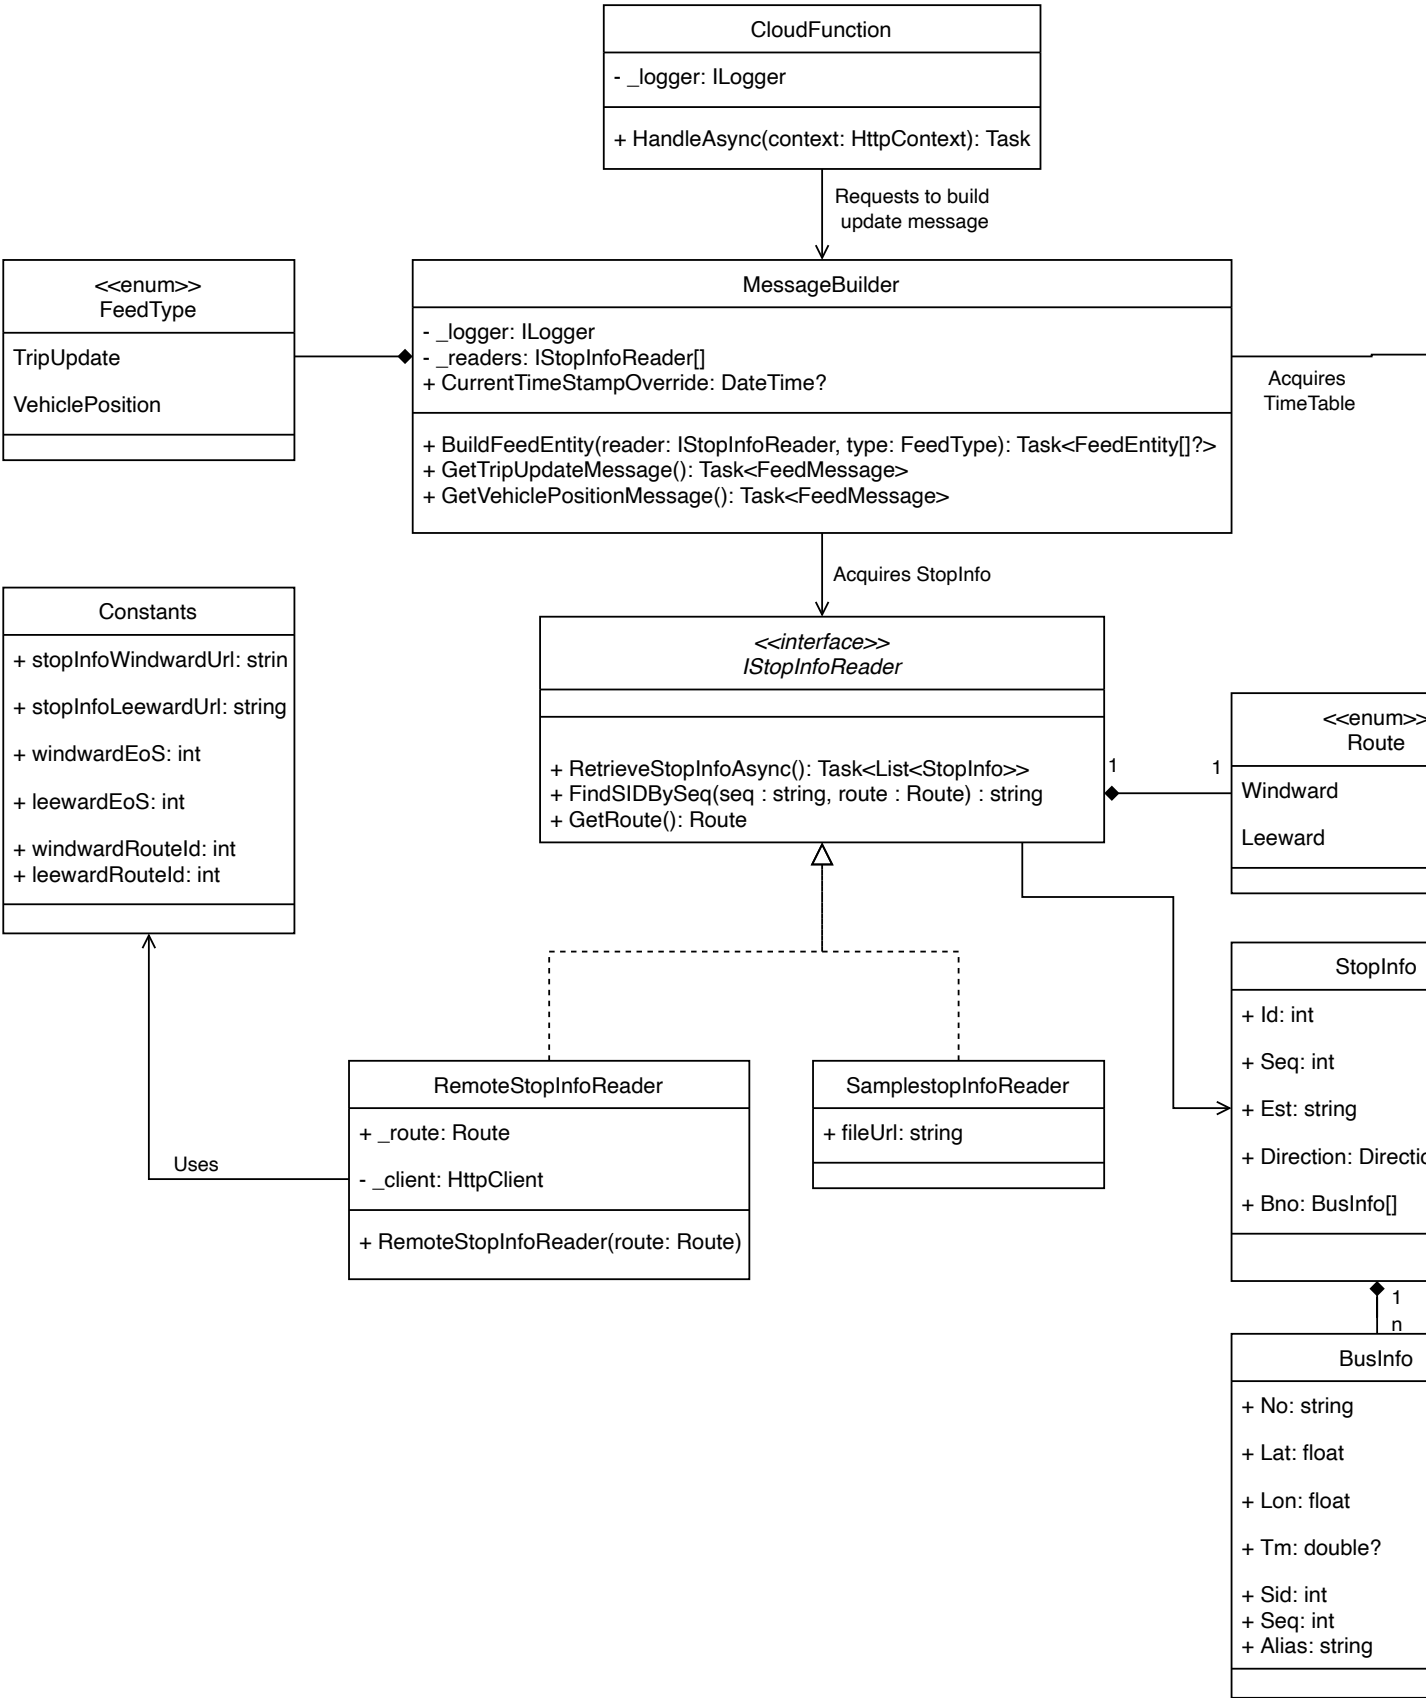 CloudFunction
- _logger: ILogger
+ HandleAsync(context: HttpContext): Task
Requests to build
update message
<<enum>>
FeedType
TripUpdate
VehiclePosition
MessageBuilder
- _logger: ILogger
- _readers: IStopInfoReader[]
+ CurrentTimeStampOverride: DateTime?
+ BuildFeedEntity(reader: IStopInfoReader, type: FeedType): Task<FeedEntity[]?>
+ GetTripUpdateMessage(): Task<FeedMessage>
+ GetVehiclePositionMessage(): Task<FeedMessage>
Acquires
TimeTable
Acquires StopInfo
Constants
+ stopInfoWindwardUrl: strin
+ stopInfoLeewardUrl: string
+ windwardEoS: int
+ leewardEoS: int
+ windwardRouteId: int
+ leewardRouteId: int
<<interface>>
IStopInfoReader
+ RetrieveStopInfoAsync(): Task<List<StopInfo>>
+ FindSIDBySeq(seq : string, route : Route) : string
+ GetRoute(): Route
1
1
<<enum>>
Route
Windward
Leeward
StopInfo
+ Id: int
+ Seq: int
+ Est: string
+ Direction: Directio
+ Bno: BusInfo[]
RemoteStopInfoReader
+ _route: Route
- _client: HttpClient
+ RemoteStopInfoReader(route: Route)
Uses
SamplestopInfoReader
+ fileUrl: string
1
n
BusInfo
+ No: string
+ Lat: float
+ Lon: float
+ Tm: double?
+ Sid: int
+ Seq: int
+ Alias: string